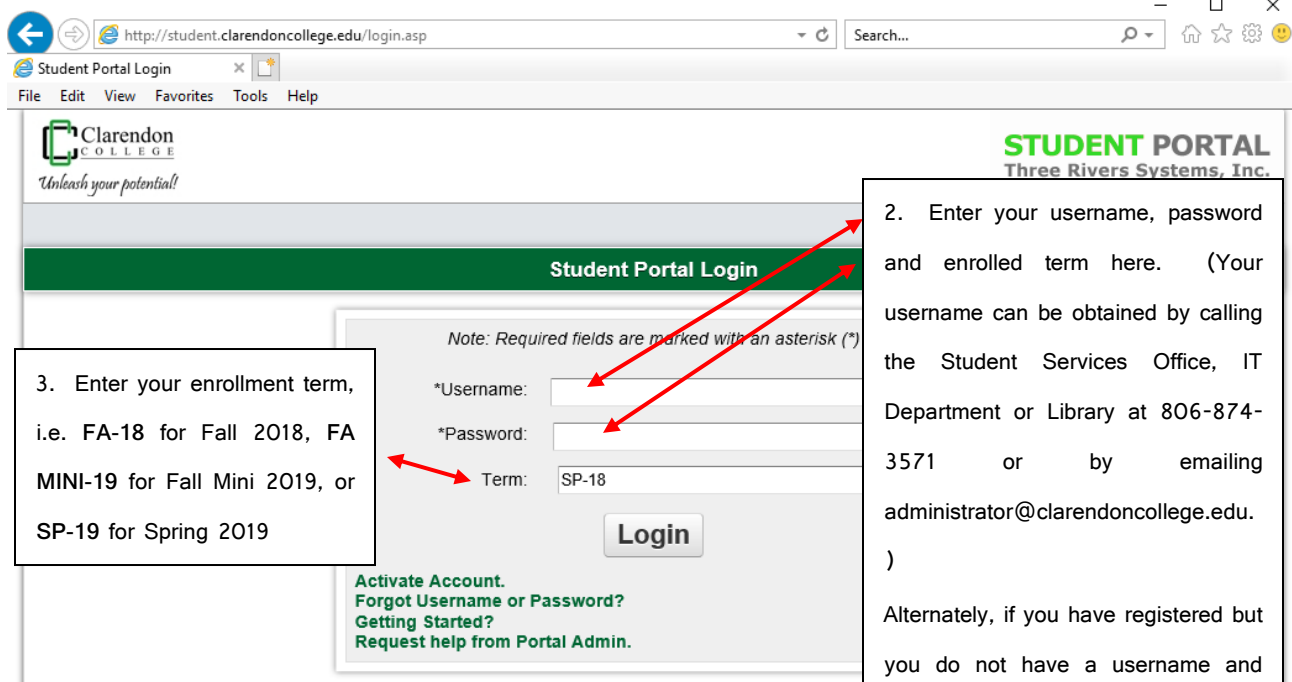 http://student.clarendoncollege.edu/login.asp
Search...
Student Portal Login
File Edit View Favorites Tools Help
Clarendon
COLLEGE
Unleash your potential!
STUDENT PORTAL
Three Rivers Systems, Inc.
Student Portal Login
Note: Required fields are marked with an asterisk (*)
*Username:
*Password:
Term: SP-18
Login
Activate Account.
Forgot Username or Password?
Getting Started?
Request help from Portal Admin.
2. Enter your username, password
and enrolled term here. (Your
username can be obtained by calling
the Student Services Office, IT
Department or Library at 806-874-
3571 or by emailing
administrator@clarendoncollege.edu.
)
Alternately, if you have registered but
you do not have a username and
3. Enter your enrollment term,
i.e. FA-18 for Fall 2018, FA
MINI-19 for Fall Mini 2019, or
SP-19 for Spring 2019